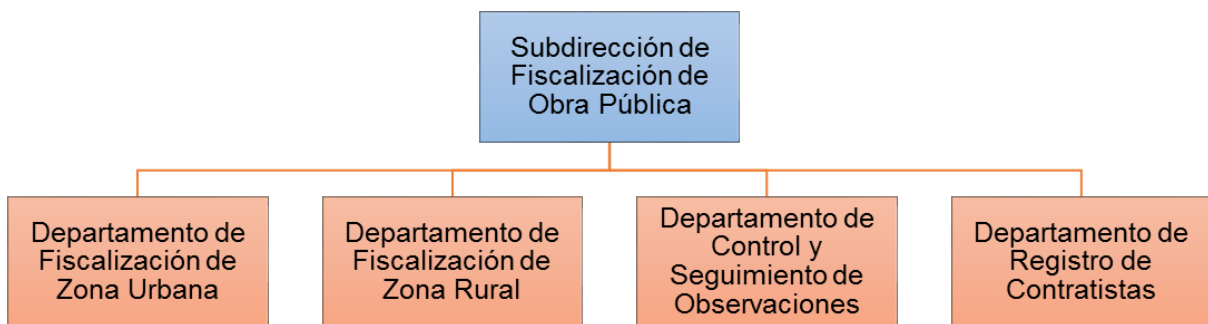 Subdirección de
Fiscalización de
Obra Pública
Departamento de
Fiscalización de
Zona Urbana
Departamento de
Fiscalización de
Zona Rural
Departamento de
Control y
Seguimiento de
Observaciones
Departamento de
Registro de
Contratistas